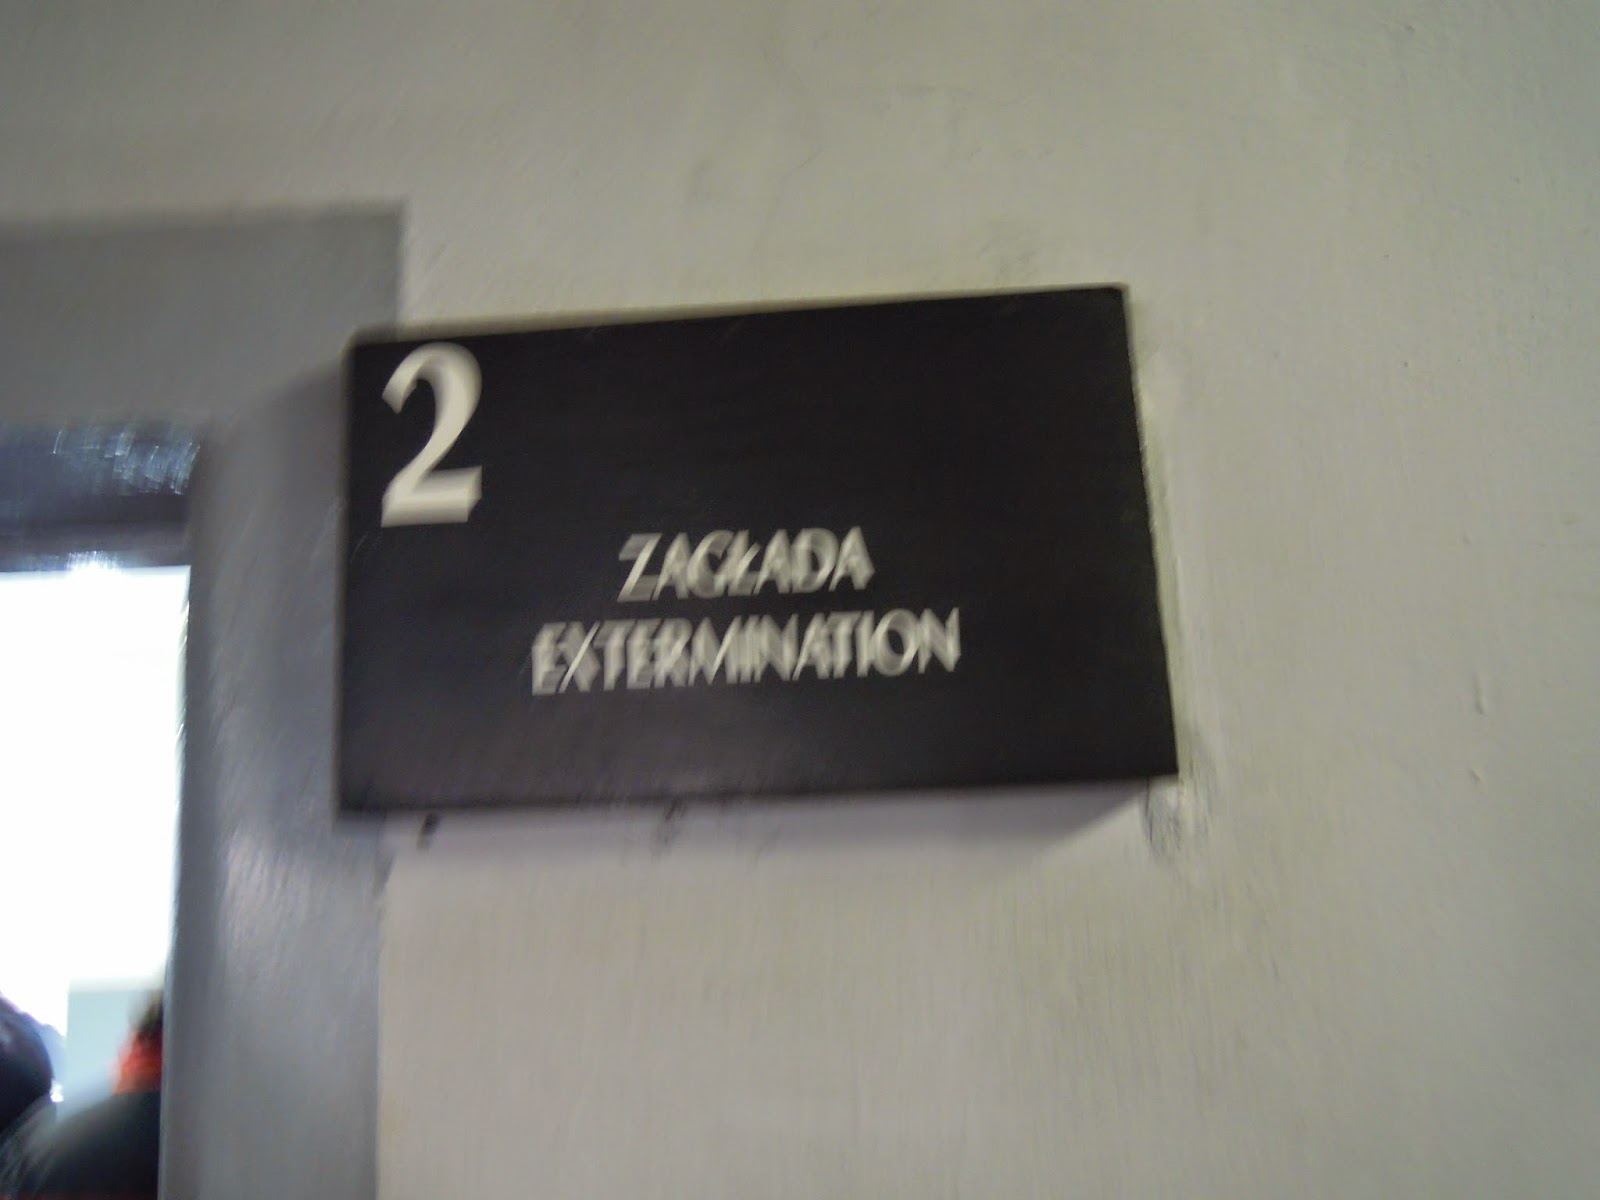 2
ZAGŁADA
EXTERMINATION